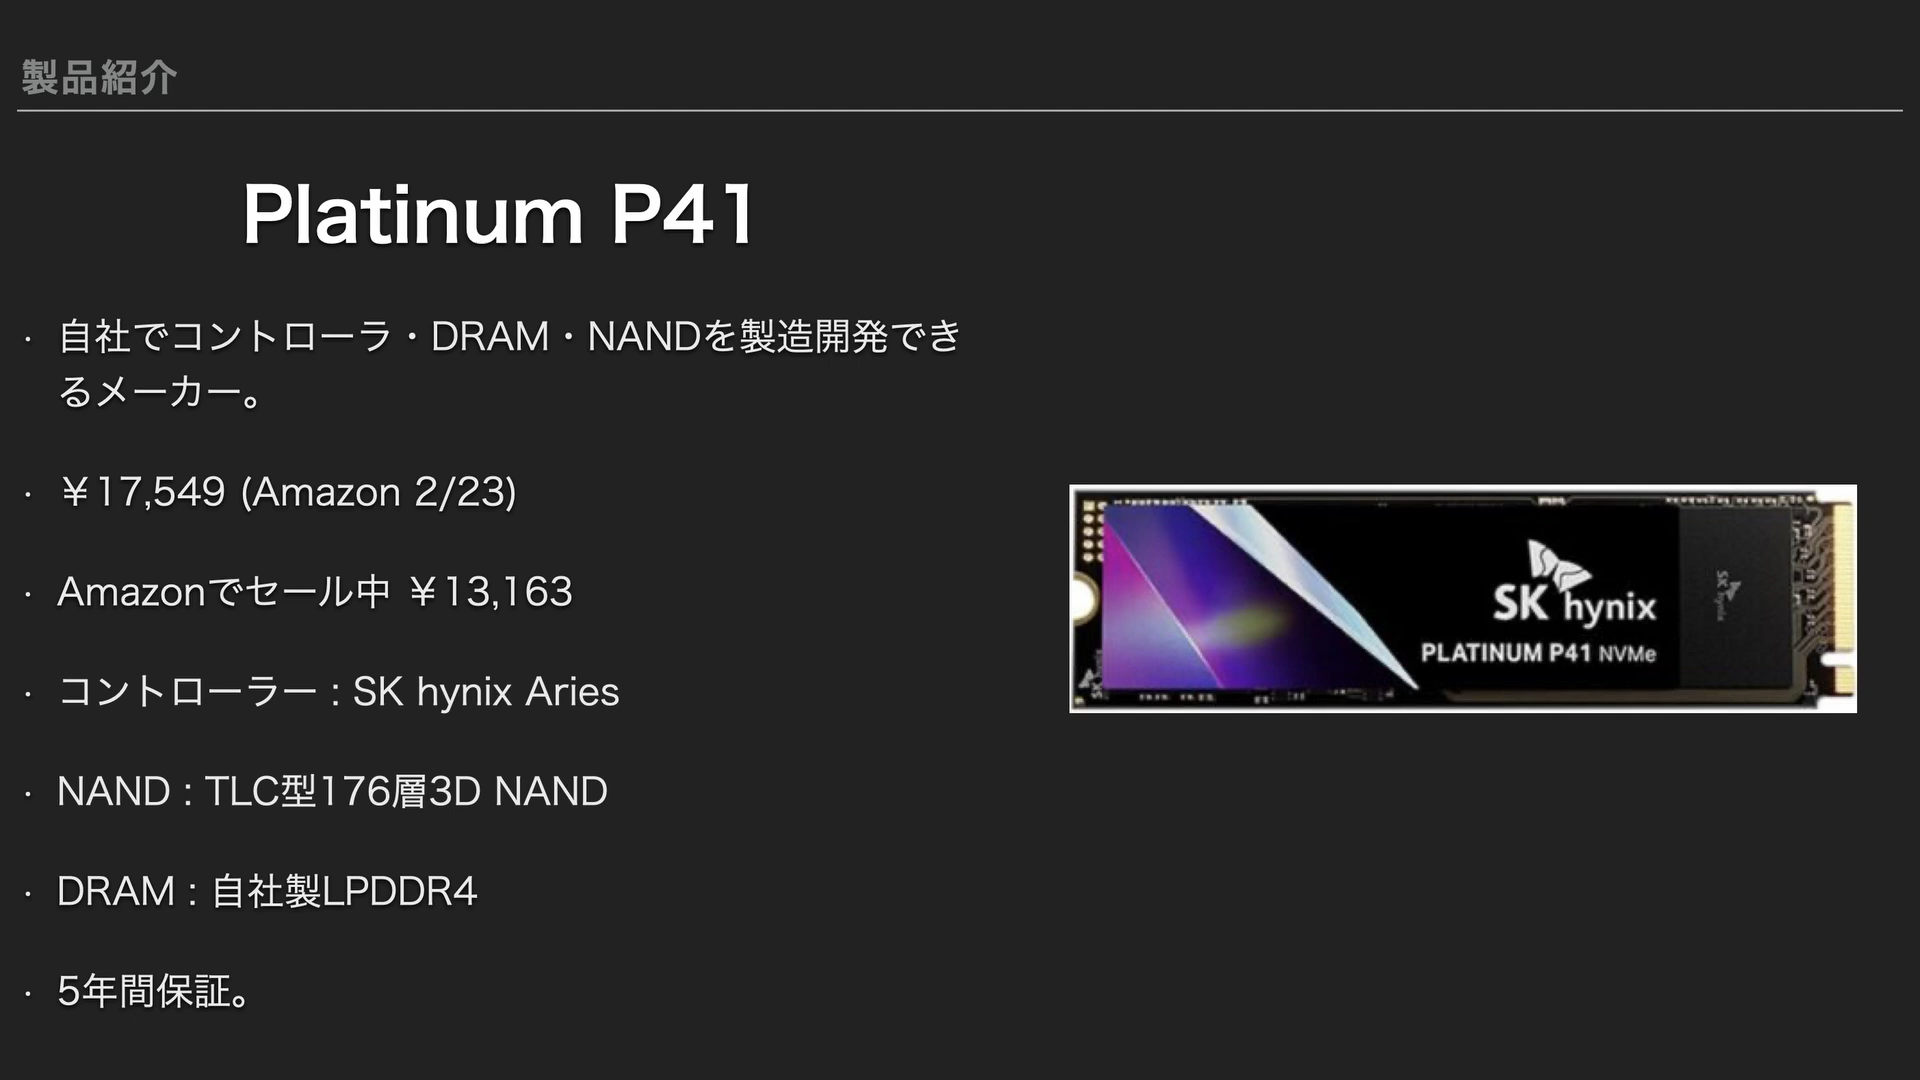 製品紹介
Platinum P41
・ 自社でコントローラ・DRAM・NANDを製造開発でき
るメーカー。
・ ￥17,549 (Amazon 2/23)
・ Amazonでセール中 ￥13,163
・ コントローラー : SK hynix Aries
・ NAND : TLC型176層3D NAND
・ DRAM : 自社製LPDDR4
・ 5年間保証。
SK hynix
PLATINUM P41 NVMe
SK hynix